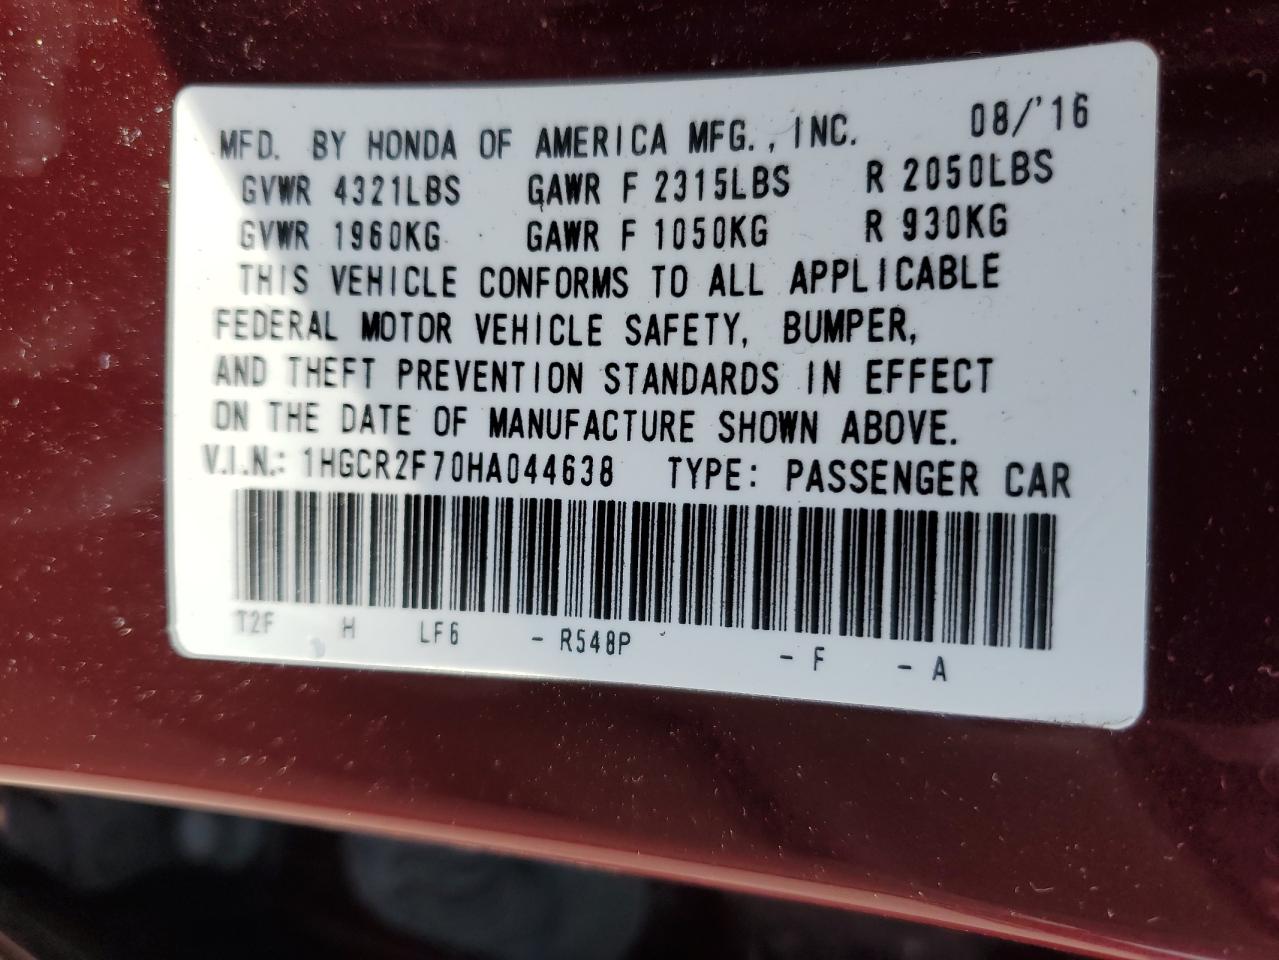 MFD. BY HONDA OF AMERICA MFG., INC. 08/'16
GVWR 4321LBS GAWR F 2315LBS R 2050LBS
GVWR 1960KG GAWR F 1050KG R 930KG
THIS VEHICLE CONFORMS TO ALL APPLICABLE
FEDERAL MOTOR VEHICLE SAFETY, BUMPER,
AND THEFT PREVENTION STANDARDS IN EFFECT
ON THE DATE OF MANUFACTURE SHOWN ABOVE.
V.I.N.: 1HGCR2F70HA044638 TYPE: PASSENGER CAR
T2F H LF6 - R548P - F - A